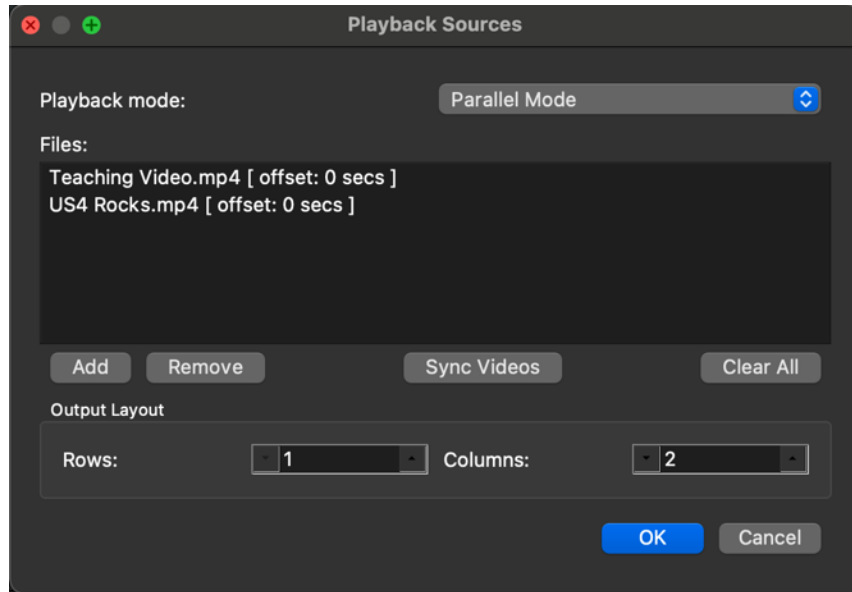 Playback Sources
Playback mode: Parallel Mode
Files:
Teaching Video.mp4 [ offset: 0 secs ]
US4 Rocks.mp4 [ offset: 0 secs ]
Add Remove Sync Videos Clear All
Output Layout
Rows: 1 Columns: 2
OK Cancel